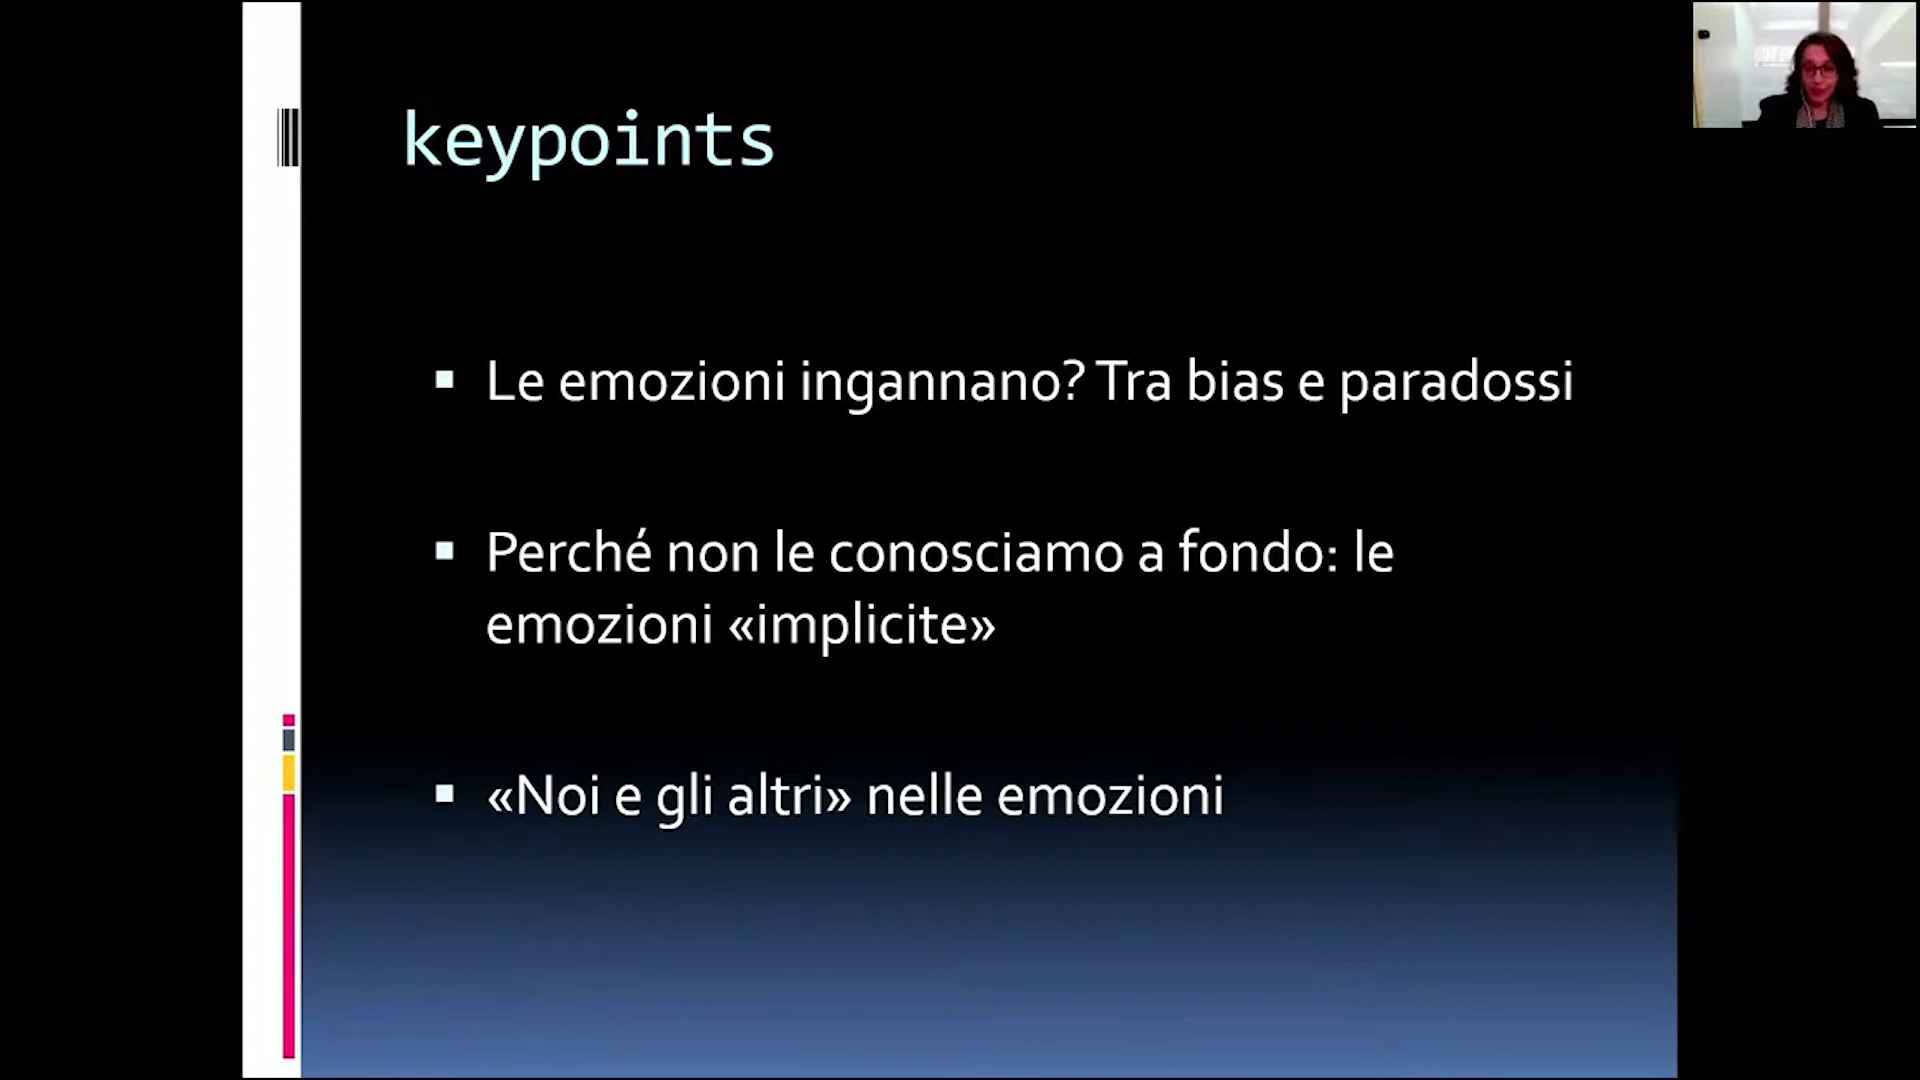 keypoints
Le emozioni ingannano? Tra bias e paradossi
Perché non le conosciamo a fondo: le
emozioni «implicite»
«Noi e gli altri» nelle emozioni